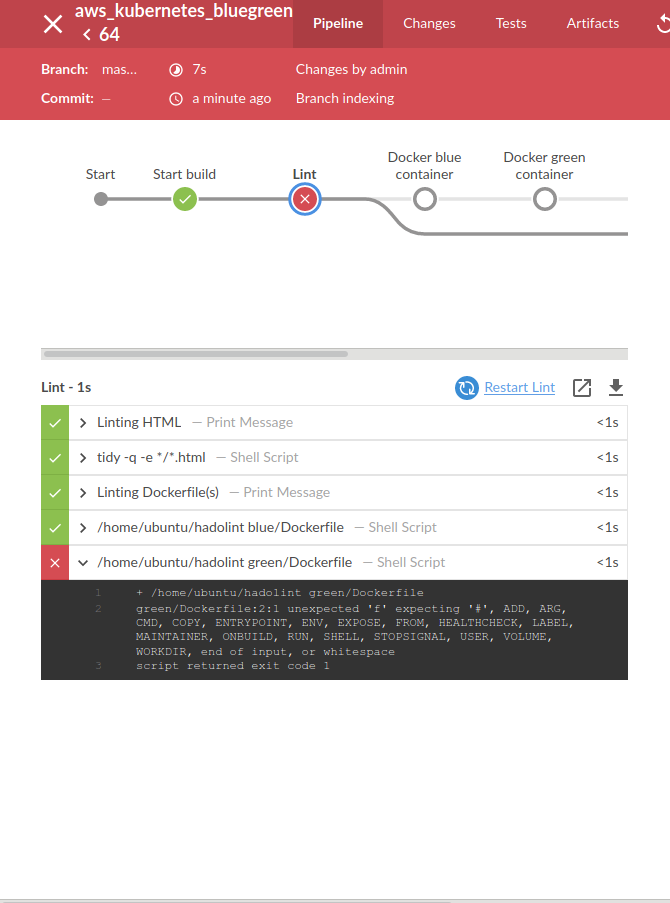 aws_kubernetes_bluegreen
< 64
Pipeline
Changes
Tests
Artifacts
Branch: mas...
7s
Changes by admin
Commit: —
a minute ago
Branch indexing
Start
Start build
Lint
Docker blue
container
Docker green
container
Lint - 1s
Restart Lint
Linting HTML — Print Message <1s
tidy -q -e */*.html — Shell Script <1s
Linting Dockerfile(s) — Print Message <1s
/home/ubuntu/hadolint blue/Dockerfile — Shell Script <1s
/home/ubuntu/hadolint green/Dockerfile — Shell Script <1s
1 + /home/ubuntu/hadolint green/Dockerfile
2 green/Dockerfile:2:1 unexpected 'f' expecting '#', ADD, ARG,
CMD, COPY, ENTRYPOINT, ENV, EXPOSE, FROM, HEALTHCHECK, LABEL,
MAINTAINER, ONBUILD, RUN, SHELL, STOPSIGNAL, USER, VOLUME,
WORKDIR, end of input, or whitespace
3 script returned exit code 1